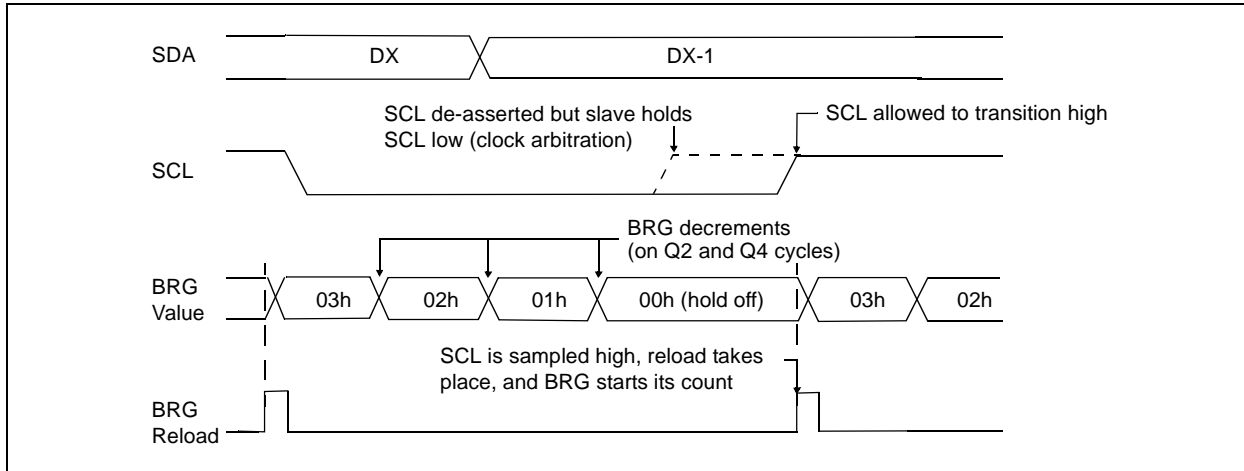 SDA
DX
DX-1
SCL de-asserted but slave holds
SCL low (clock arbitration)
SCL allowed to transition high
SCL
BRG decrements
(on Q2 and Q4 cycles)
BRG
Value
03h
02h
01h
00h (hold off)
03h
02h
SCL is sampled high, reload takes
place, and BRG starts its count
BRG
Reload